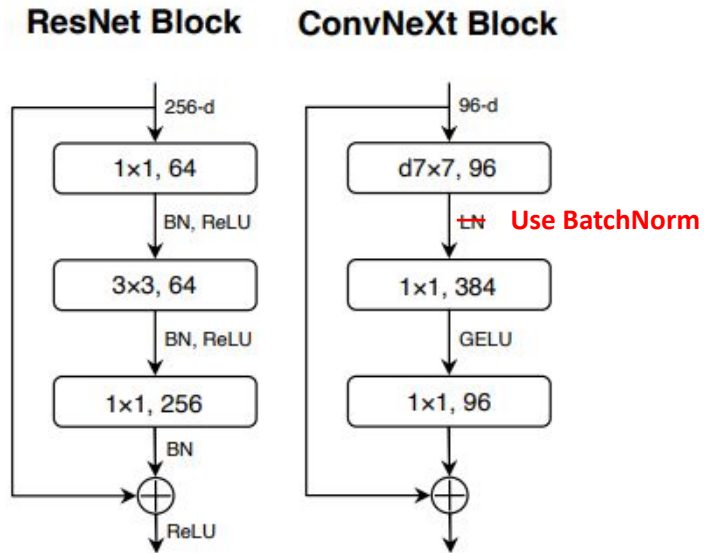 ResNet Block
256-d
1×1, 64
BN, ReLU
3×3, 64
BN, ReLU
1×1, 256
BN
ReLU
ConvNeXt Block
96-d
d7×7, 96
LN Use BatchNorm
1×1, 384
GELU
1×1, 96